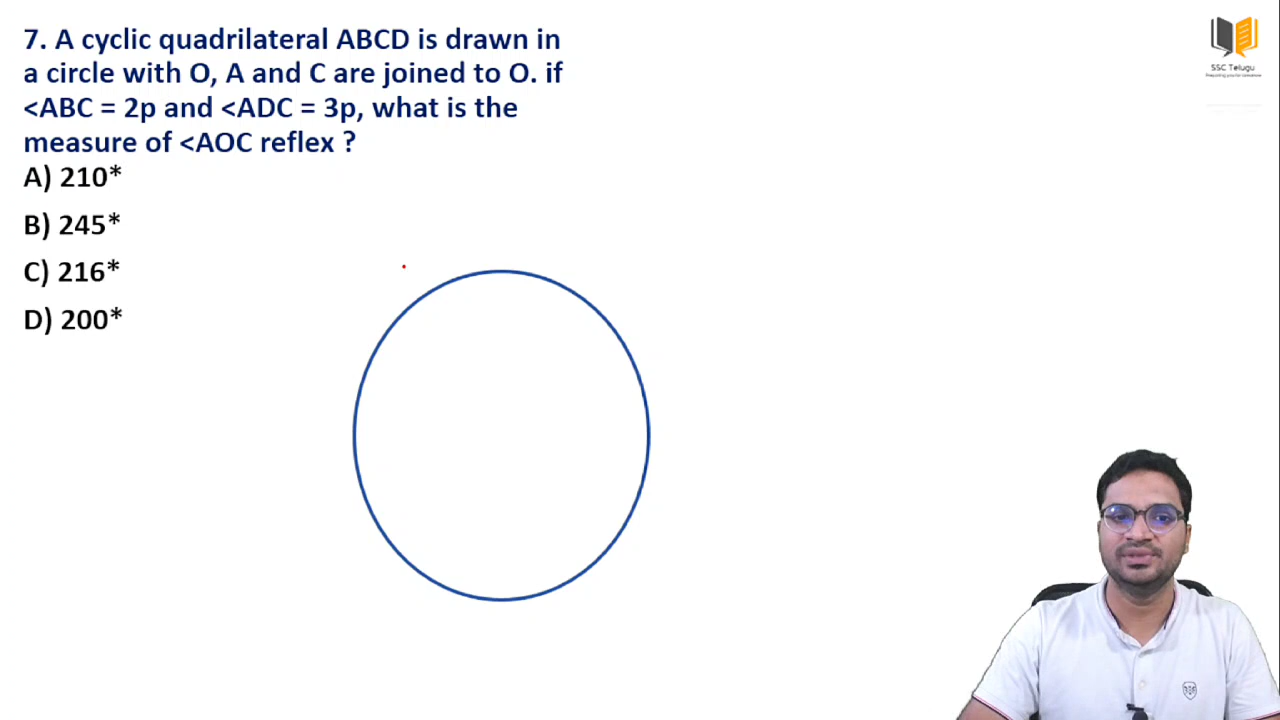 7. A cyclic quadrilateral ABCD is drawn in
a circle with O, A and C are joined to O. if
<ABC = 2p and <ADC = 3p, what is the
measure of <AOC reflex ?
A) 210*
B) 245*
C) 216*
D) 200*
SSC Telugu